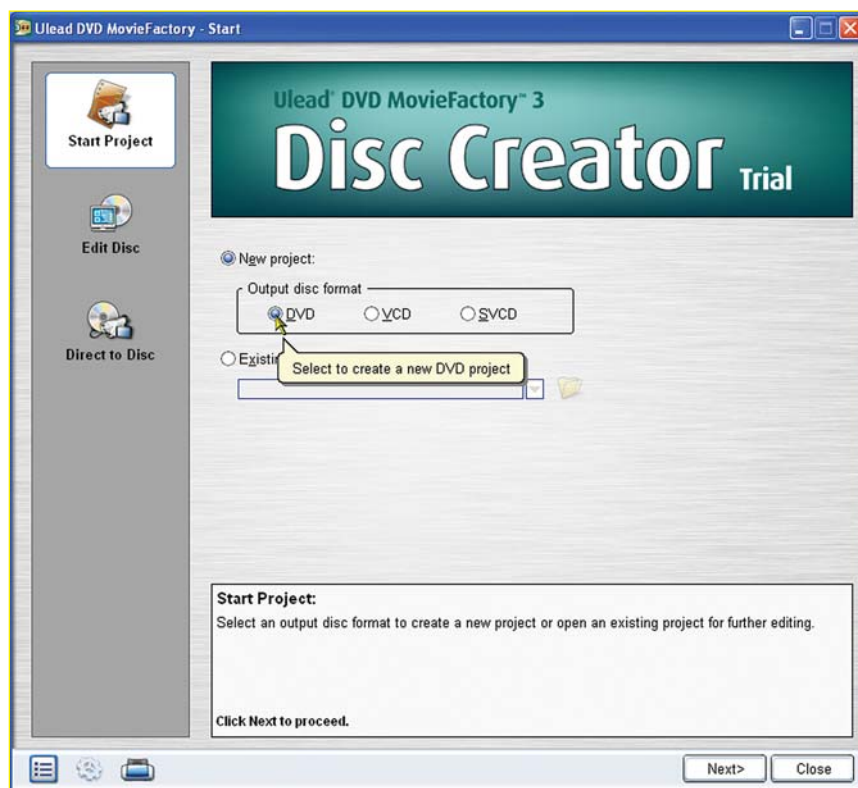 Ulead DVD MovieFactory - Start
Start Project
Edit Disc
Direct to Disc
Ulead® DVD MovieFactory™ 3
Disc Creator Trial
New project:
Output disc format
DVD VCD SVCD
Select to create a new DVD project
Start Project:
Select an output disc format to create a new project or open an existing project for further editing.
Click Next to proceed.
Next> Close